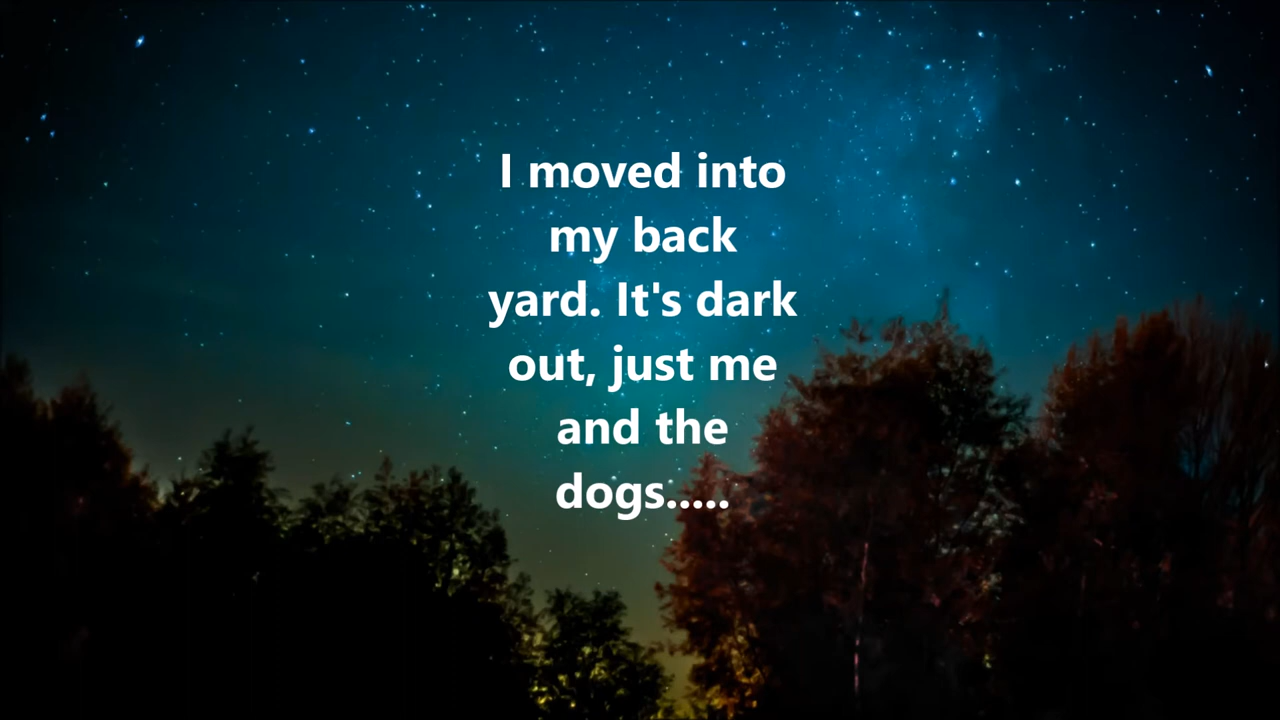 I moved into
my back
yard. It's dark
out, just me
and the
dogs.....